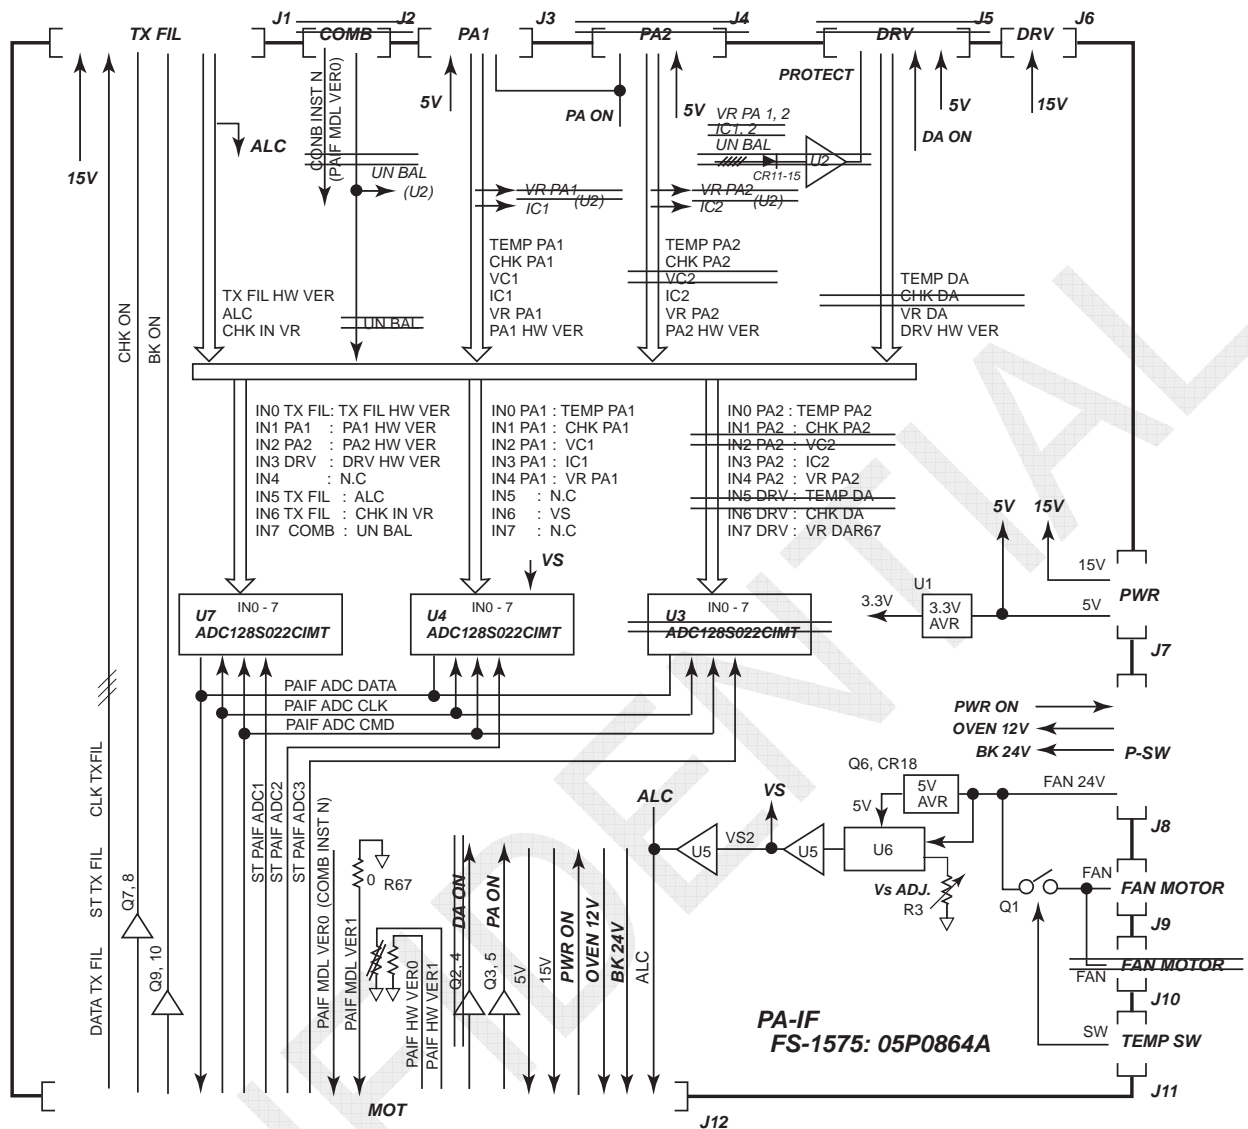 TX FIL
J1
COMB
J2
PA1
J3
PA2
J4
DRV
J5
DRV
J6
15V
ALC
CONB INST N
(PAIF MDL VER0)
UN BAL
(U2)
5V
PA ON
5V
PROTECT
VR PA 1, 2
IC1, 2
UN BAL
CR11-15
U2
DA ON
5V
15V
VR PA1
IC1
(U2)
VR PA2
IC2
(U2)
CHK ON
BK ON
TX FIL HW VER
ALC
CHK IN VR
UN BAL
TEMP PA1
CHK PA1
VC1
IC1
VR PA1
PA1 HW VER
TEMP PA2
CHK PA2
VC2
IC2
VR PA2
PA2 HW VER
TEMP DA
CHK DA
VR DA
DRV HW VER
IN0 TX FIL: TX FIL HW VER
IN1 PA1 : PA1 HW VER
IN2 PA2 : PA2 HW VER
IN3 DRV : DRV HW VER
IN4 : N.C
IN5 TX FIL : ALC
IN6 TX FIL : CHK IN VR
IN7 COMB : UN BAL
IN0 PA1 : TEMP PA1
IN1 PA1 : CHK PA1
IN2 PA1 : VC1
IN3 PA1 : IC1
IN4 PA1 : VR PA1
IN5 : N.C
IN6 : VS
IN7 : N.C
IN0 PA2 : TEMP PA2
IN1 PA2 : CHK PA2
IN2 PA2 : VC2
IN3 PA2 : IC2
IN4 PA2 : VR PA2
IN5 DRV : TEMP DA
IN6 DRV : CHK DA
IN7 DRV : VR DAR67
VS
IN0 - 7
U7
ADC128S022CIMT
IN0 - 7
U4
ADC128S022CIMT
IN0 - 7
U3
ADC128S022CIMT
5V
15V
U1
3.3V
3.3V
AVR
15V
5V
PWR
J7
PAIF ADC DATA
PAIF ADC CLK
PAIF ADC CMD
PWR ON
OVEN 12V
BK 24V
P-SW
Q6, CR18
5V
5V
AVR
FAN 24V
J8
ALC
VS
U5
VS2
U5
U6
Vs ADJ.
R3
Q1
FAN
FAN MOTOR
J9
FAN
FAN MOTOR
J10
SW
TEMP SW
J11
DATA TX FIL
ST TX FIL
CLK TXFIL
Q7, 8
Q9, 10
ST PAIF ADC1
ST PAIF ADC2
ST PAIF ADC3
PAIF MDL VER0 (COMB INST N)
PAIF MDL VER1
0
R67
PAIF HW VER0
PAIF HW VER1
Q2, 4
DA ON
Q3, 5
PA ON
5V
15V
PWR ON
OVEN 12V
BK 24V
ALC
PA-IF
FS-1575: 05P0864A
MOT
J12